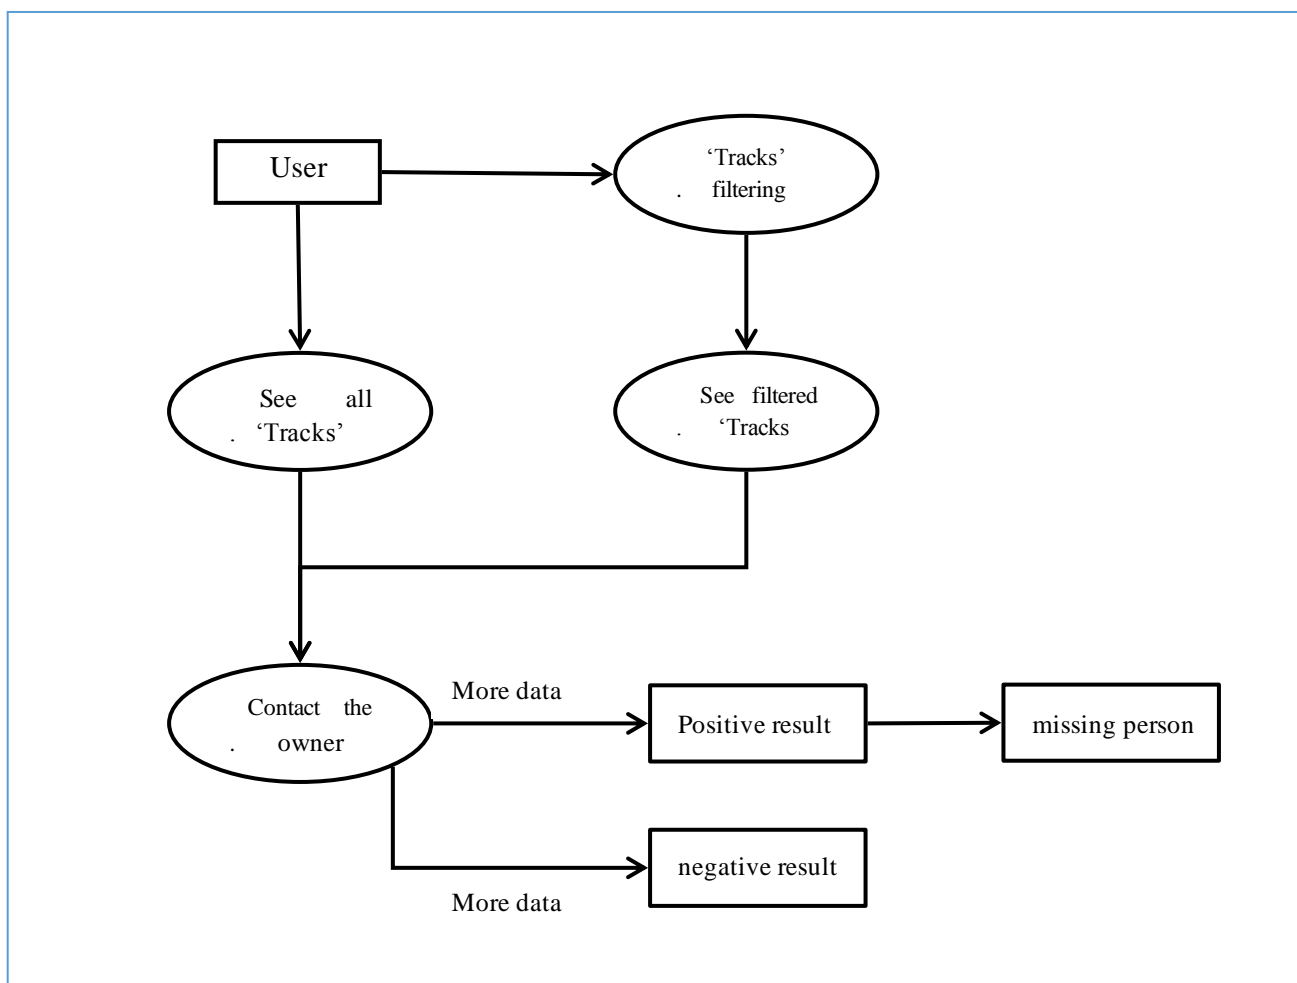 User
‘Tracks’
. filtering
See all
. ‘Tracks’
See filtered
. ‘Tracks
Contact the
. owner
More data
Positive result
missing person
negative result
More data